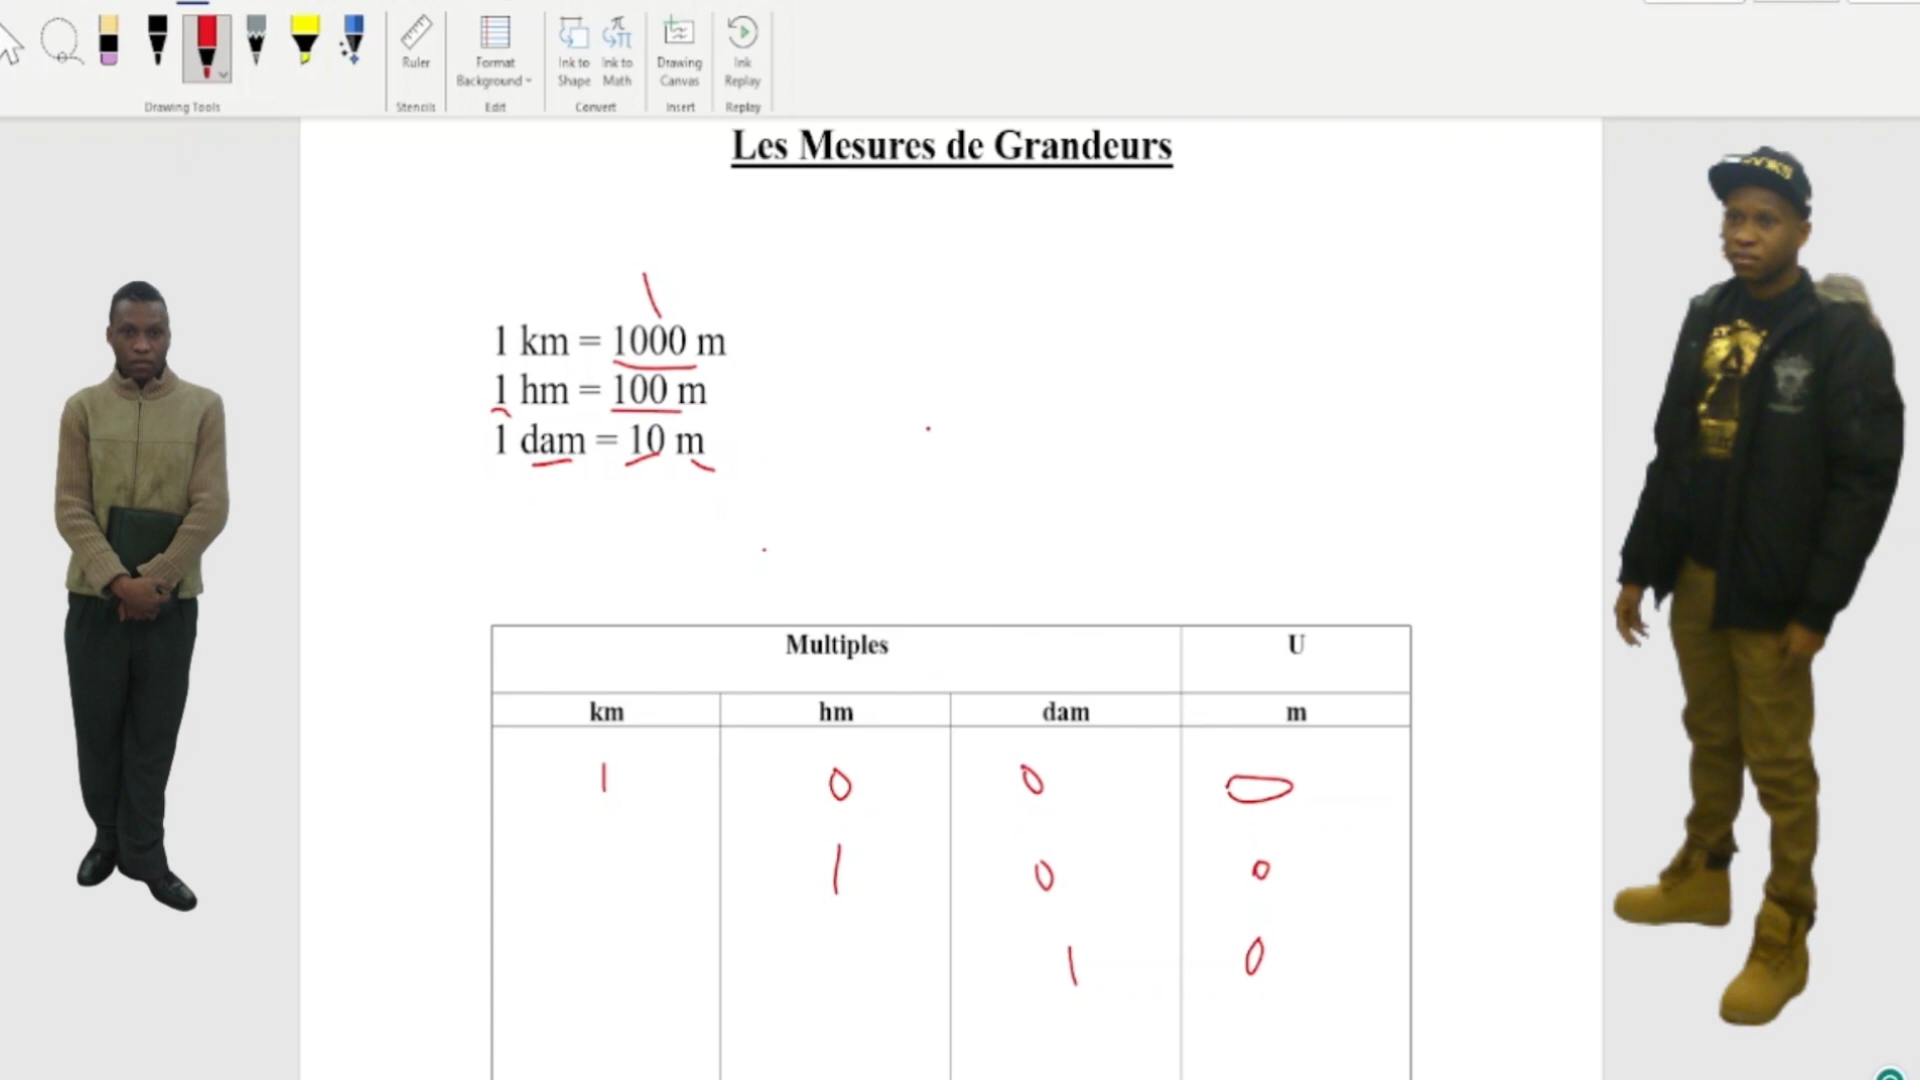 Ruler
Format
Background
Ink to
Shape
Ink to
Math
Drawing
Canvas
Ink
Replay
Drawing Tools
Stencils
Edit
Convert
Insert
Replay
Les Mesures de Grandeurs
1 km = 1000 m
1 hm = 100 m
1 dam = 10 m
Multiples U
km hm dam m
1 0 0 0
1 0 0
1 0